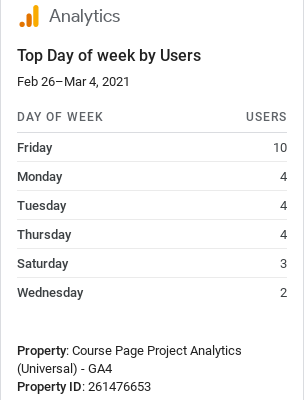 Analytics
Top Day of week by Users
Feb 26–Mar 4, 2021
DAY OF WEEK USERS
Friday 10
Monday 4
Tuesday 4
Thursday 4
Saturday 3
Wednesday 2
Property: Course Page Project Analytics
(Universal) - GA4
Property ID: 261476653